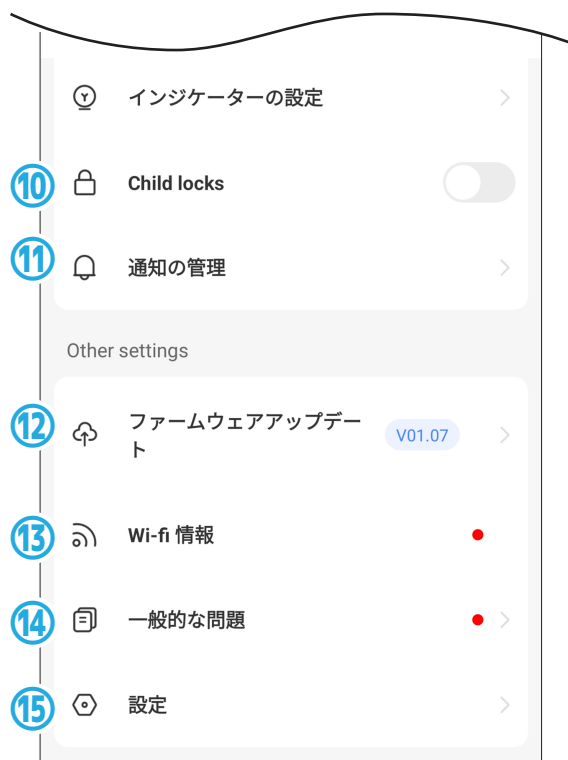 インジケーターの設定
⑩ Child locks
⑪ 通知の管理
Other settings
⑫ ファームウェアアップデー
ト
V01.07
⑬ Wi-fi 情報
⑭ 一般的な問題
⑮ 設定